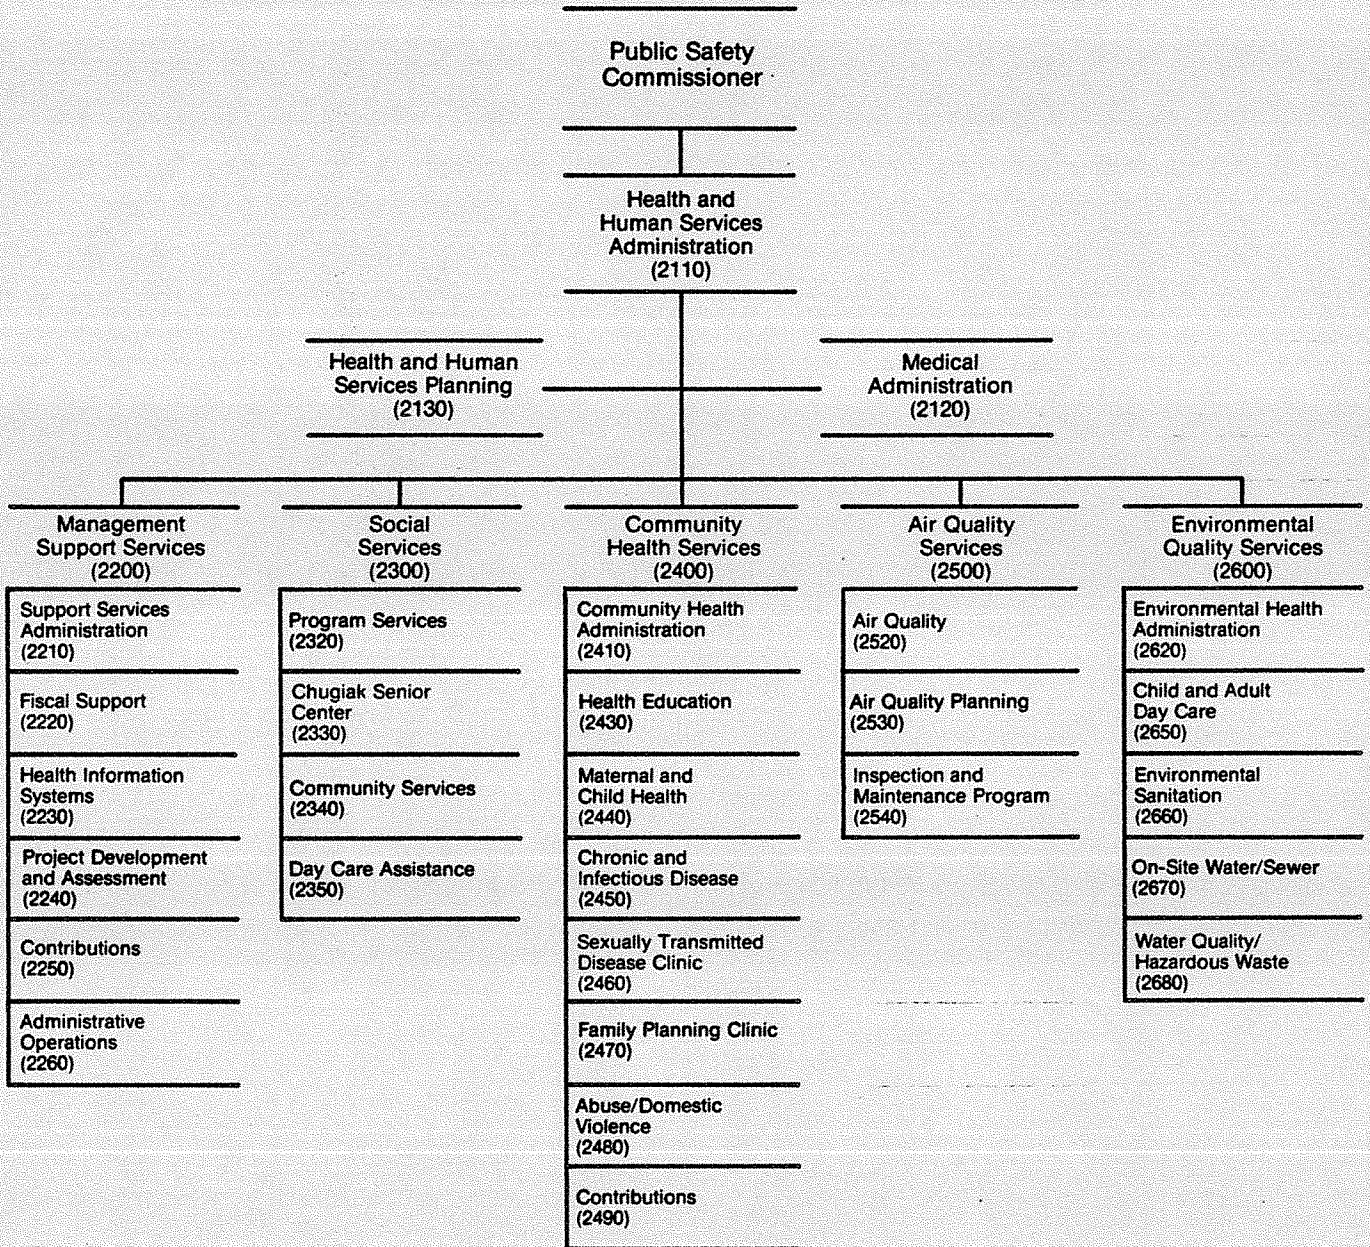 Public Safety
Commissioner
Health and
Human Services
Administration
(2110)
Health and Human
Services Planning
(2130)
Medical
Administration
(2120)
Management
Support Services
(2200)
Support Services
Administration
(2210)
Fiscal Support
(2220)
Health Information
Systems
(2230)
Project Development
and Assessment
(2240)
Contributions
(2250)
Administrative
Operations
(2260)
Social
Services
(2300)
Program Services
(2320)
Chugiak Senior
Center
(2330)
Community Services
(2340)
Day Care Assistance
(2350)
Community
Health Services
(2400)
Community Health
Administration
(2410)
Health Education
(2430)
Maternal and
Child Health
(2440)
Chronic and
Infectious Disease
(2450)
Sexually Transmitted
Disease Clinic
(2460)
Family Planning Clinic
(2470)
Abuse/Domestic
Violence
(2480)
Contributions
(2490)
Air Quality
Services
(2500)
Air Quality
(2520)
Air Quality Planning
(2530)
Inspection and
Maintenance Program
(2540)
Environmental
Quality Services
(2600)
Environmental Health
Administration
(2620)
Child and Adult
Day Care
(2650)
Environmental
Sanitation
(2660)
On-Site Water/Sewer
(2670)
Water Quality/
Hazardous Waste
(2680)